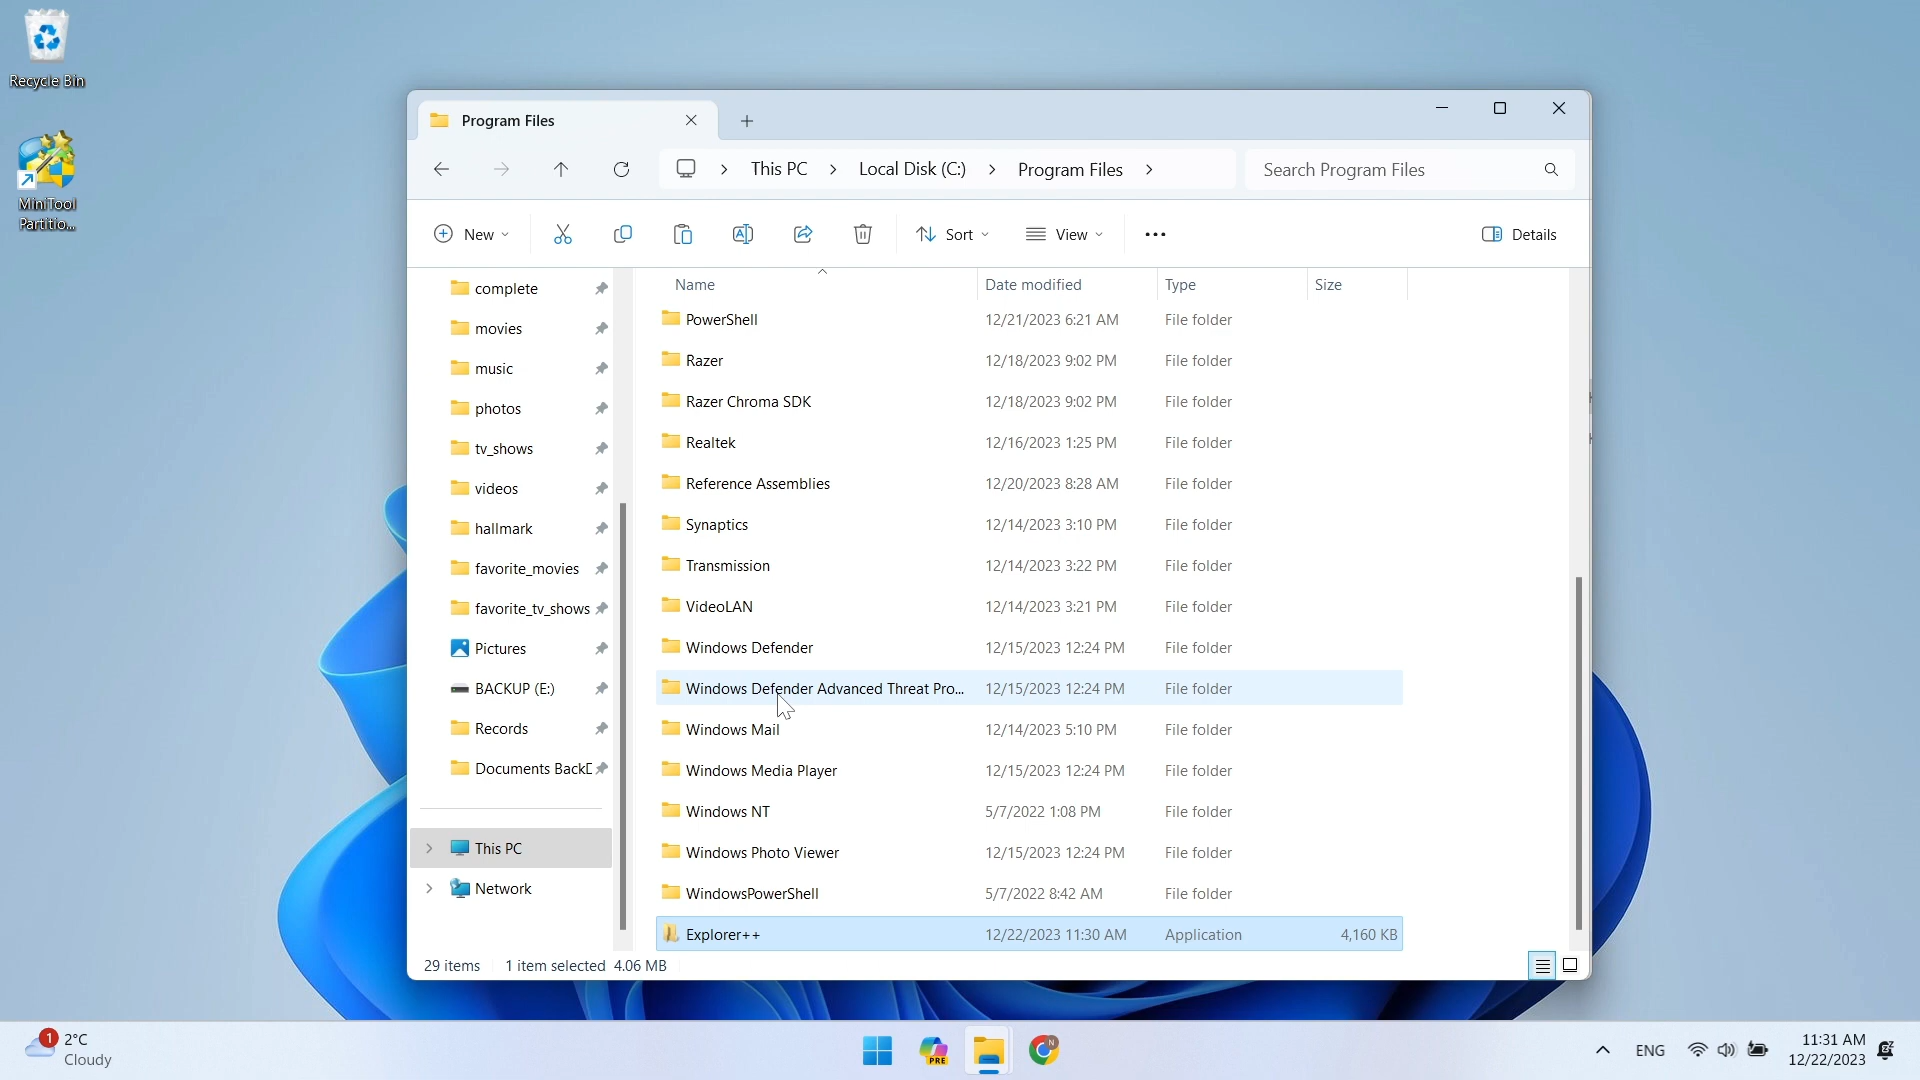 Recycle Bin
MiniTool
Partitio...
Program Files
This PC
Local Disk (C:)
Program Files
Search Program Files
New
Sort
View
Details
complete
movies
music
photos
tv_shows
videos
hallmark
favorite_movies
favorite_tv_shows
Pictures
BACKUP (E:)
Records
Documents Back
This PC
Network
Name Date modified Type Size
PowerShell 12/21/2023 6:21 AM File folder
Razer 12/18/2023 9:02 PM File folder
Razer Chroma SDK 12/18/2023 9:02 PM File folder
Realtek 12/16/2023 1:25 PM File folder
Reference Assemblies 12/20/2023 8:28 AM File folder
Synaptics 12/14/2023 3:10 PM File folder
Transmission 12/14/2023 3:22 PM File folder
VideoLAN 12/14/2023 3:21 PM File folder
Windows Defender 12/15/2023 12:24 PM File folder
Windows Defender Advanced Threat Pro... 12/15/2023 12:24 PM File folder
Windows Mail 12/14/2023 5:10 PM File folder
Windows Media Player 12/15/2023 12:24 PM File folder
Windows NT 5/7/2022 1:08 PM File folder
Windows Photo Viewer 12/15/2023 12:24 PM File folder
WindowsPowerShell 5/7/2022 8:42 AM File folder
Explorer++ 12/22/2023 11:30 AM Application 4,160 KB
29 items 1 item selected 4.06 MB
1
2°C
Cloudy
PRE
N
ENG
11:31 AM
12/22/2023